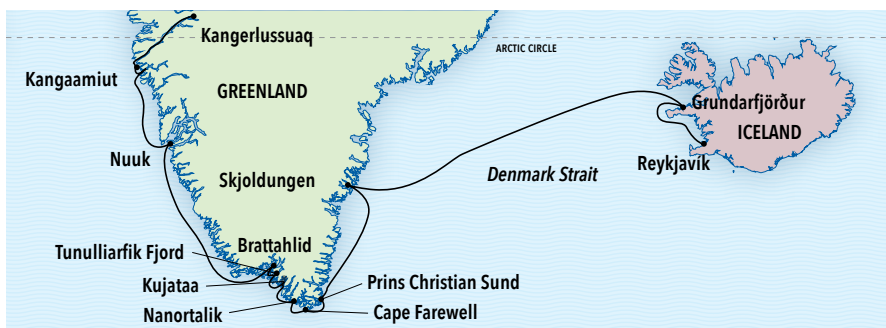 Kangerlussuaq
ARCTIC CIRCLE
Kangaamiut
GREENLAND
Grundarfjörður
ICELAND
Nuuk
Reykjavik
Skjoldungen
Denmark Strait
Brattahlid
Tunulliarfik Fjord
Kujataa
Prins Christian Sund
Nanortalik
Cape Farewell